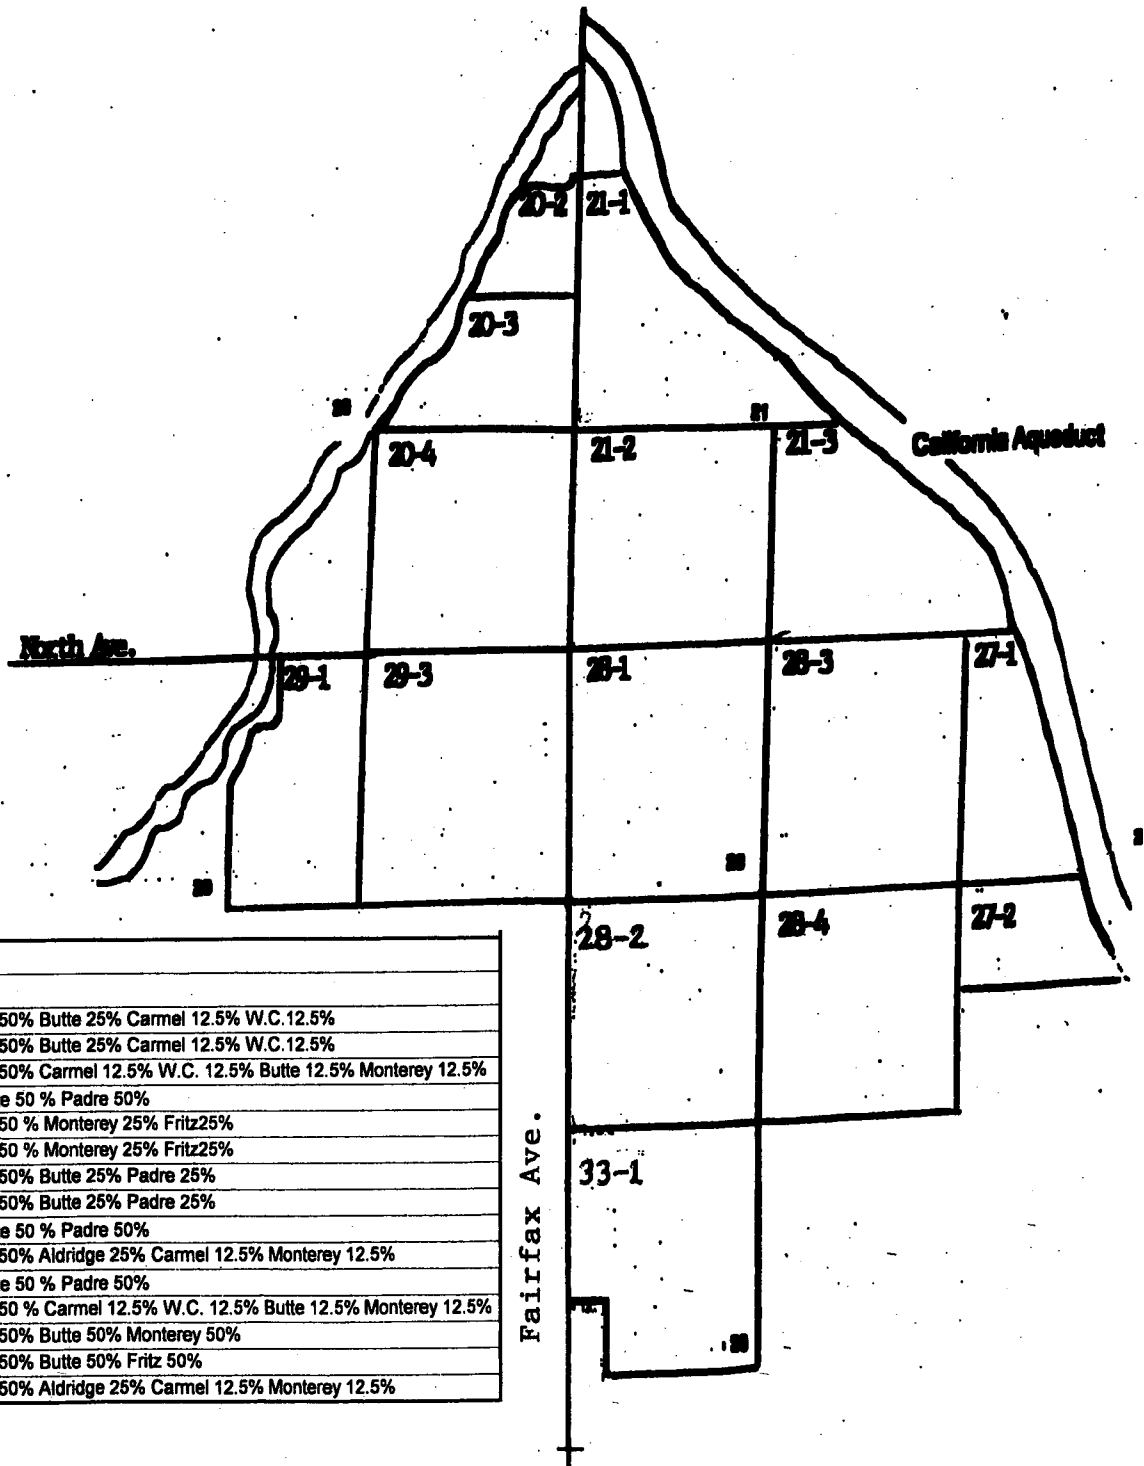 20-2 21-1
20-3
20-4 21-2 21 21-3
California Aqueduct
North Ave.
29-1 29-3 28-1 28-3 27-1
28-2 28-4 27-2
33-1
Fairfax Ave.
50% Butte 25% Carmel 12.5% W.C.12.5%
50% Butte 25% Carmel 12.5% W.C.12.5%
50% Carmel 12.5% W.C. 12.5% Butte 12.5% Monterey 12.5%
e 50 % Padre 50%
50 % Monterey 25% Fritz25%
50 % Monterey 25% Fritz25%
50% Butte 25% Padre 25%
50% Butte 25% Padre 25%
e 50 % Padre 50%
50% Aldridge 25% Carmel 12.5% Monterey 12.5%
e 50 % Padre 50%
50 % Carmel 12.5% W.C. 12.5% Butte 12.5% Monterey 12.5%
50% Butte 50% Monterey 50%
50% Butte 50% Fritz 50%
50% Aldridge 25% Carmel 12.5% Monterey 12.5%